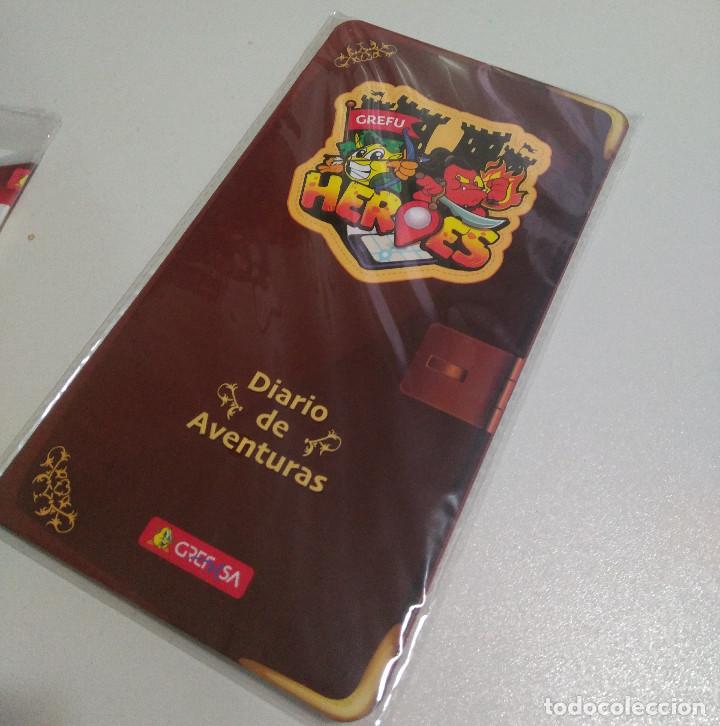 GREFU
HEROES
Diario
de
Aventuras
GREFUSA
todocoleccion